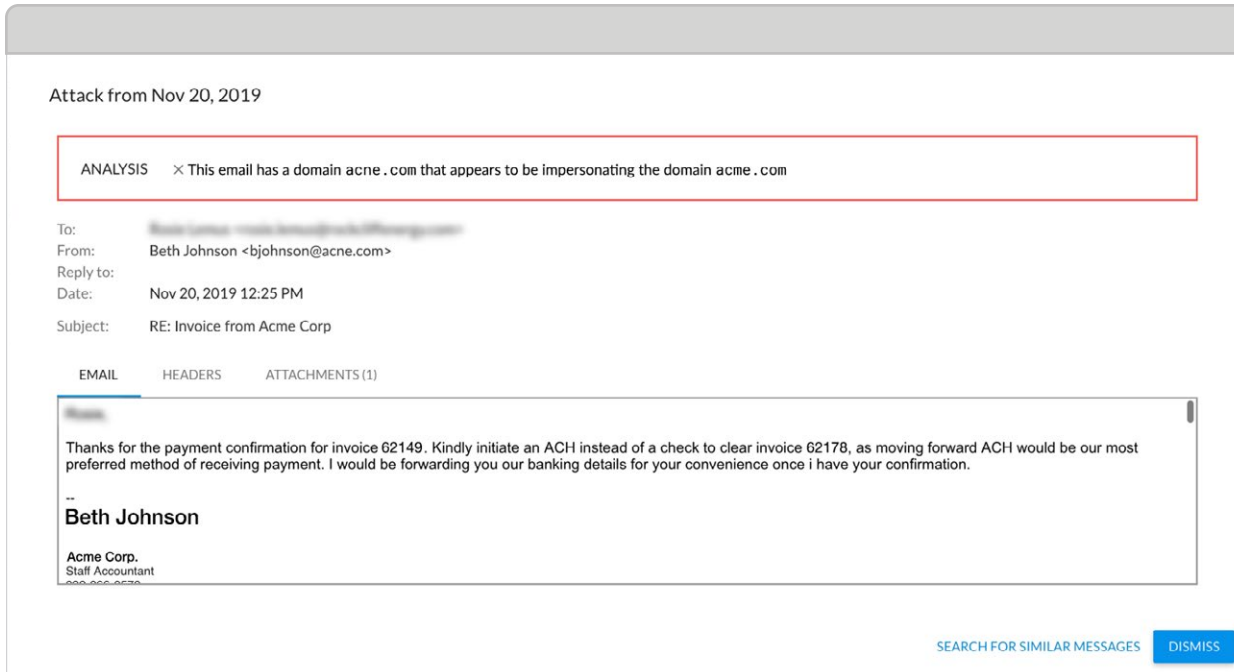 Attack from Nov 20, 2019
ANALYSIS × This email has a domain acne.com that appears to be impersonating the domain acme.com
To:
From: Beth Johnson <bjohnson@acne.com>
Reply to:
Date: Nov 20, 2019 12:25 PM
Subject: RE: Invoice from Acme Corp
EMAIL HEADERS ATTACHMENTS (1)
Thanks for the payment confirmation for invoice 62149. Kindly initiate an ACH instead of a check to clear invoice 62178, as moving forward ACH would be our most
preferred method of receiving payment. I would be forwarding you our banking details for your convenience once i have your confirmation.
--
Beth Johnson
Acme Corp.
Staff Accountant
SEARCH FOR SIMILAR MESSAGES DISMISS